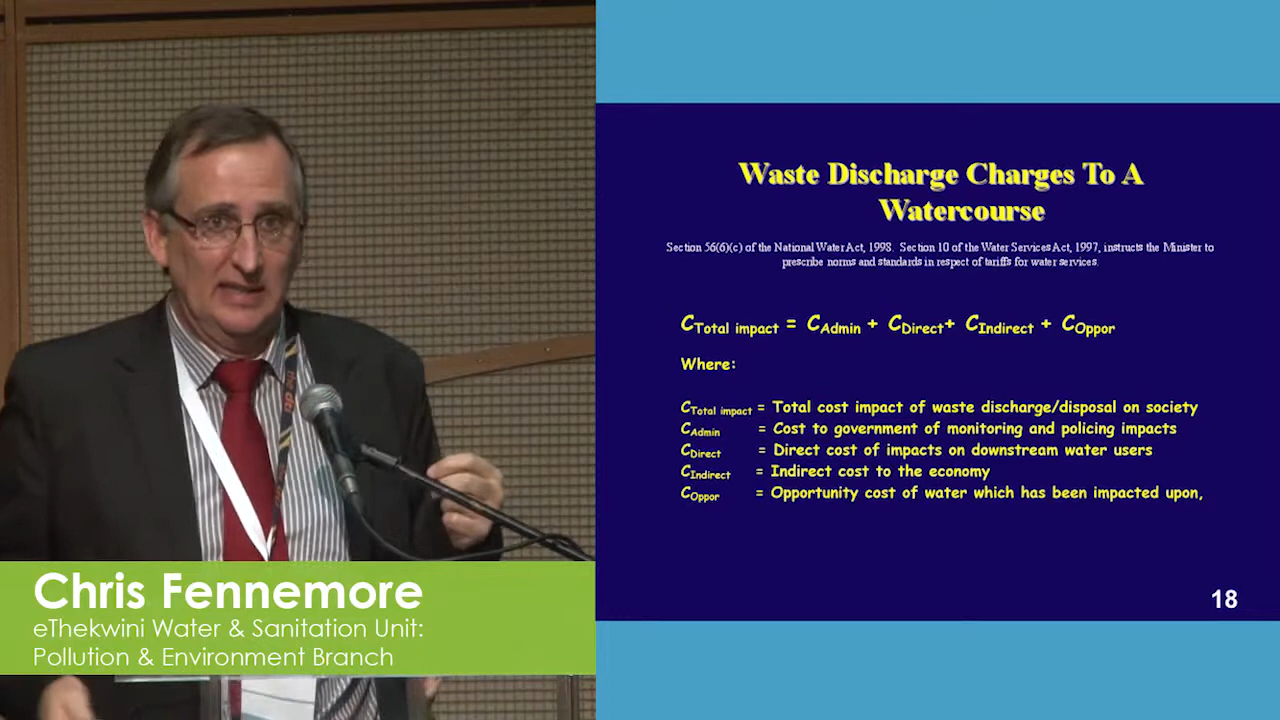 Waste Discharge Charges To A
Watercourse
Section 56(6)(c) of the National Water Act, 1998. Section 10 of the Water Services Act, 1997, instructs the Minister to
prescribe norms and standards in respect of tariffs for water services.
CTotal impact = CAdmin + CDirect+ CIndirect + COppor
Where:
CTotal impact = Total cost impact of waste discharge/disposal on society
CAdmin = Cost to government of monitoring and policing impacts
CDirect = Direct cost of impacts on downstream water users
CIndirect = Indirect cost to the economy
COppor = Opportunity cost of water which has been impacted upon,
18
the dti
Chris Fennemore
eThekwini Water & Sanitation Unit:
Pollution & Environment Branch